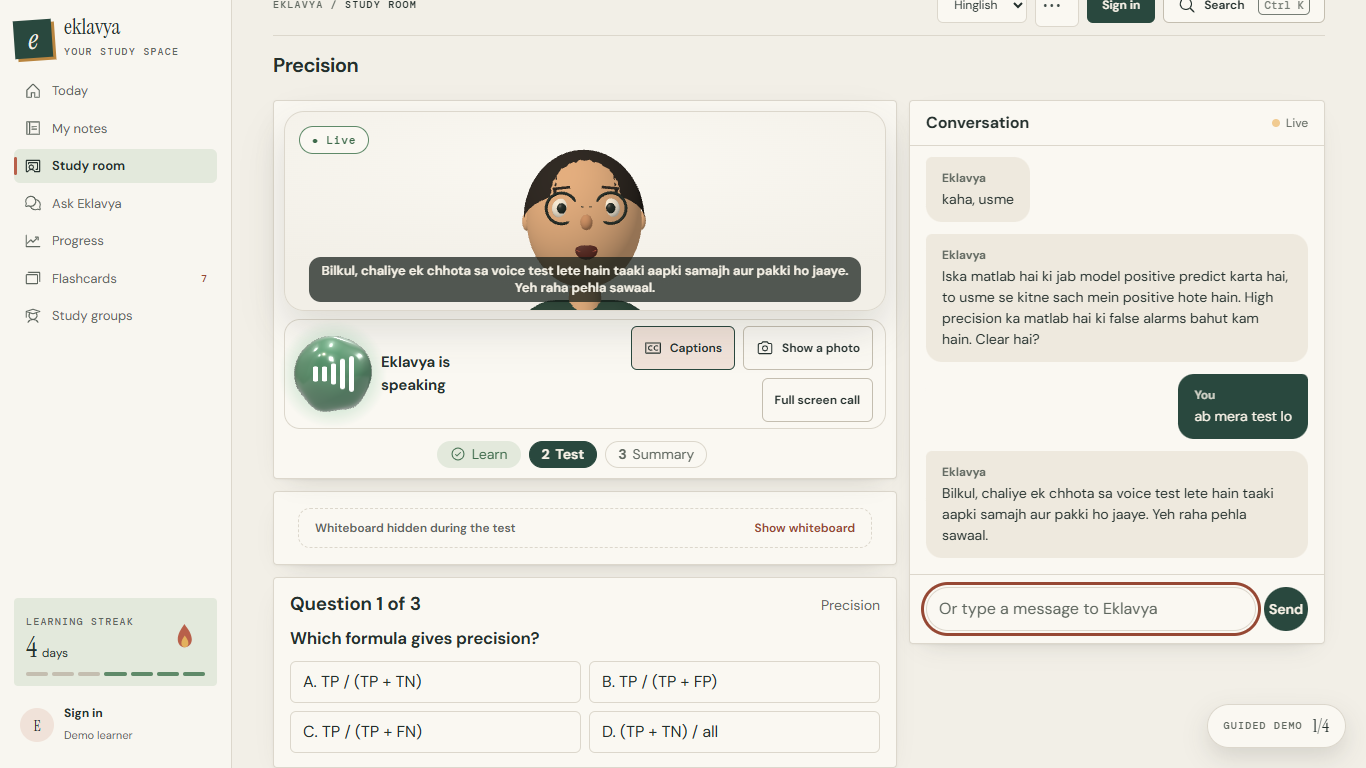 e
eklavya
YOUR STUDY SPACE
Today
My notes
Study room
Ask Eklavya
Progress
Flashcards 7
Study groups
LEARNING STREAK
4 days
E
Sign in
Demo learner
EKLAVYA / STUDY ROOM
Hinglish
...
Sign in
Search Ctrl K
Precision
• Live
Bilkul, chaliye ek chhota sa voice test lete hain taaki aapki samajh aur pakki ho jaaye.
Yeh raha pehla sawaal.
Eklavya is
speaking
CC Captions
Show a photo
Full screen call
Learn
2 Test
3 Summary
Whiteboard hidden during the test
Show whiteboard
Question 1 of 3
Precision
Which formula gives precision?
A. TP / (TP + TN)
B. TP / (TP + FP)
C. TP / (TP + FN)
D. (TP + TN) / all
Conversation
Live
Eklavya
kaha, usme
Eklavya
Iska matlab hai ki jab model positive predict karta hai,
to usme se kitne sach mein positive hote hain. High
precision ka matlab hai ki false alarms bahut kam
hain. Clear hai?
You
ab mera test lo
Eklavya
Bilkul, chaliye ek chhota sa voice test lete hain taaki
aapki samajh aur pakki ho jaaye. Yeh raha pehla
sawaal.
Or type a message to Eklavya
Send
GUIDED DEMO 1/4